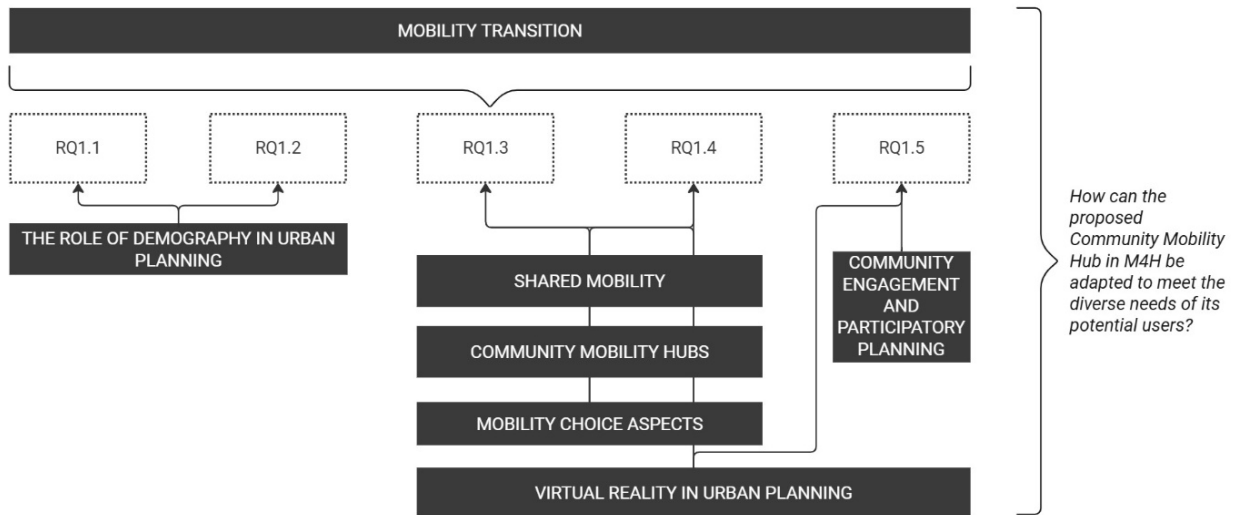 MOBILITY TRANSITION
RQ1.1
RQ1.2
RQ1.3
RQ1.4
RQ1.5
THE ROLE OF DEMOGRAPHY IN URBAN
PLANNING
SHARED MOBILITY
COMMUNITY MOBILITY HUBS
MOBILITY CHOICE ASPECTS
VIRTUAL REALITY IN URBAN PLANNING
COMMUNITY
ENGAGEMENT
AND
PARTICIPATORY
PLANNING
How can the
proposed
Community Mobility
Hub in M4H be
adapted to meet the
diverse needs of its
potential users?